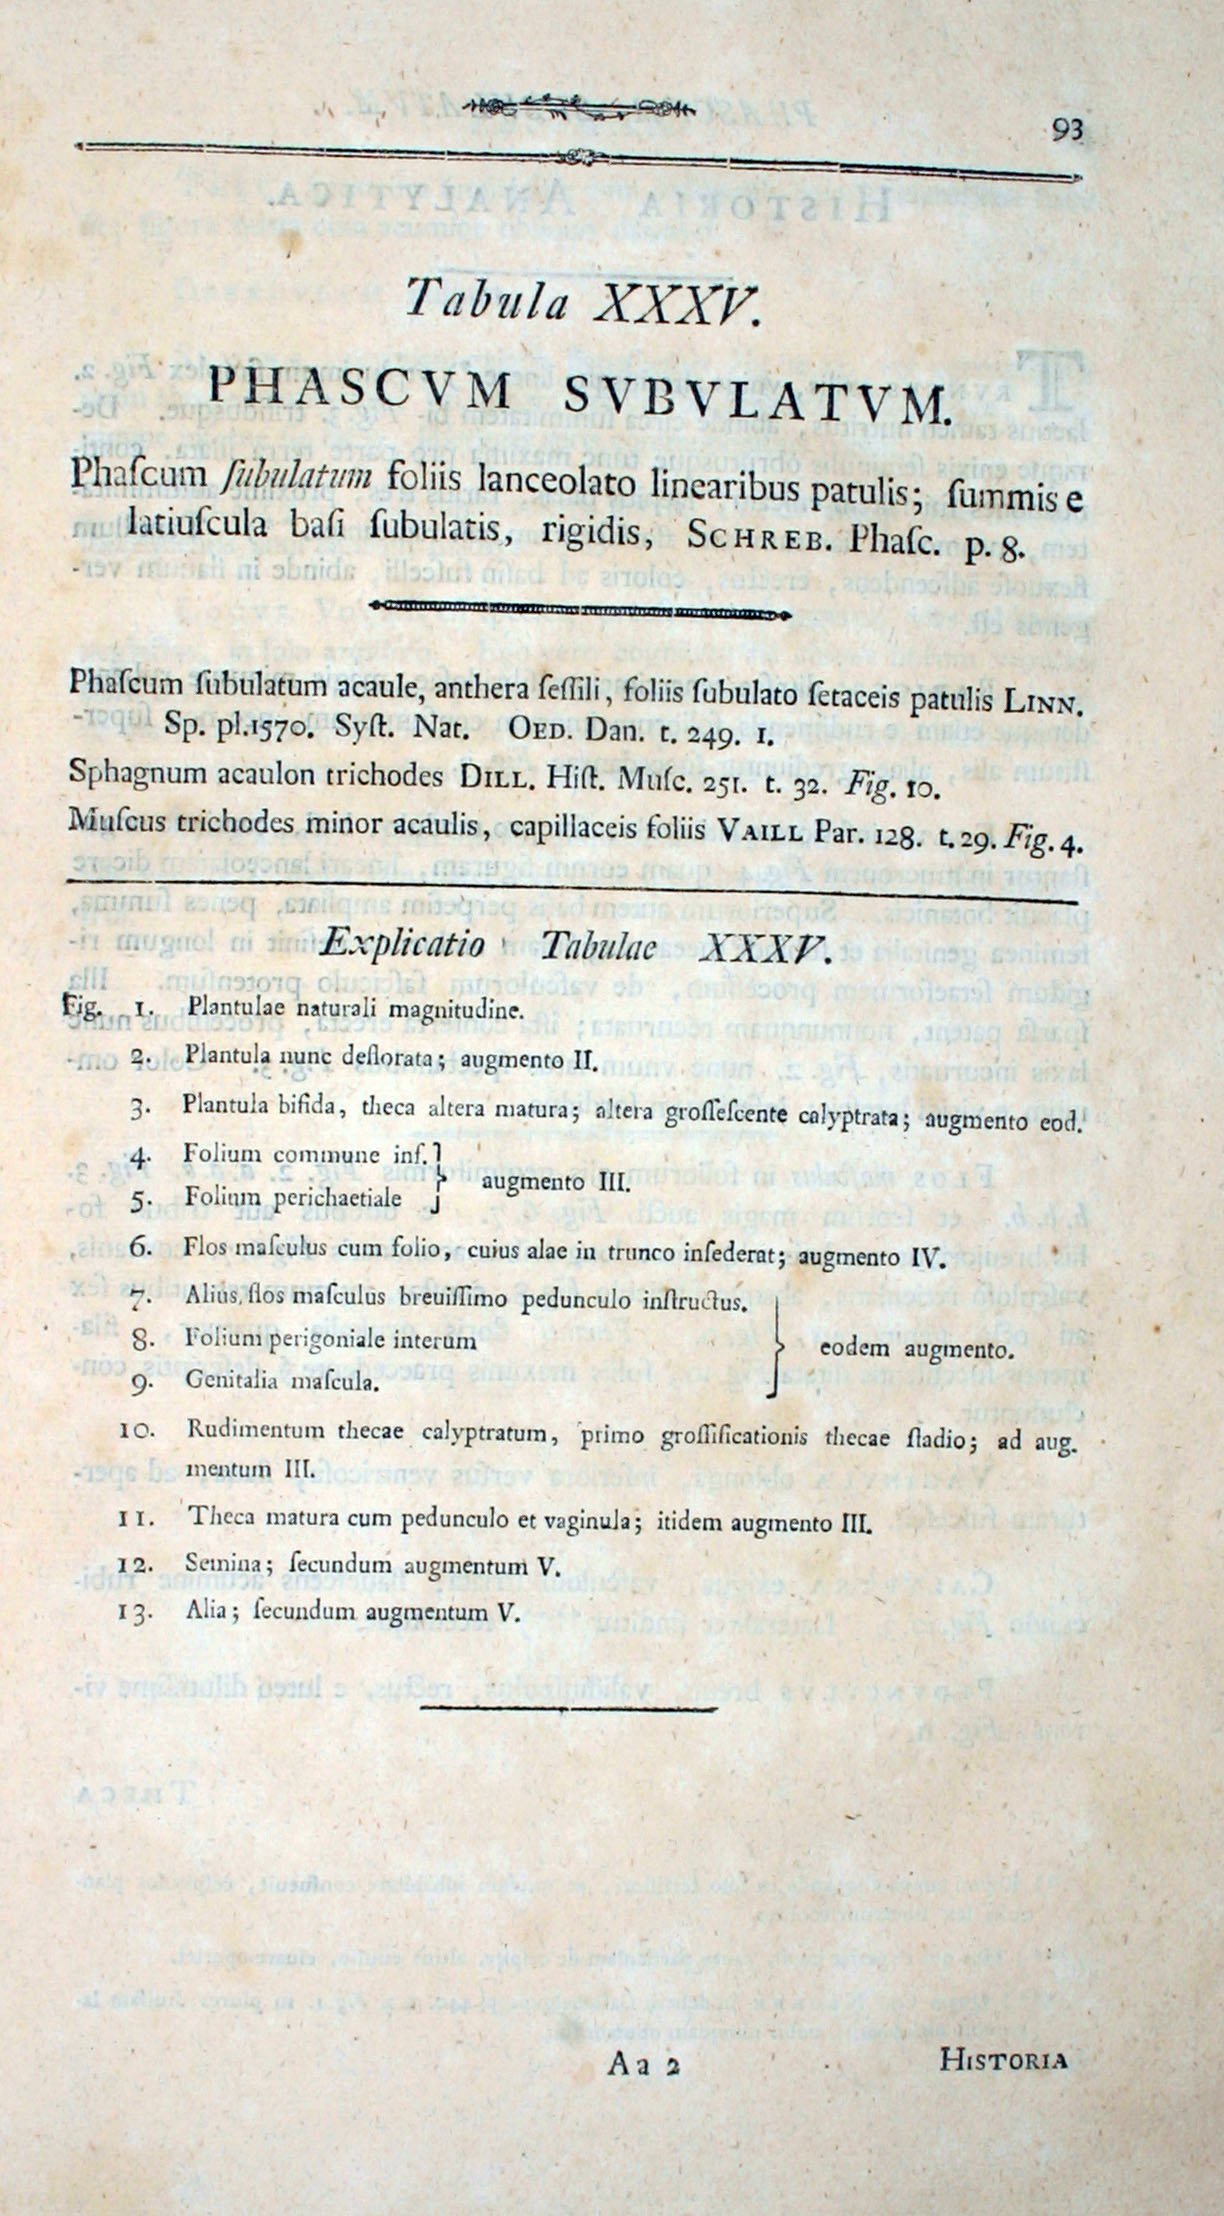 93
Tabula XXXV.
PHASCVM SVBVLATVM.
Phaſcum ſubulatum foliis lanceolato linearibus patulis; ſummis e
latiuſcula baſi ſubulatis, rigidis, SCHREB. Phaſc. p. 8.
Phaſcum ſubulatum acaule, anthera ſeſſili, foliis ſubulato ſetaceis patulis LINN.
Sp. pl. 1570. Syſt. Nat. OED. Dan. t. 249. 1.
Sphagnum acaulon trichodes DILL. Hiſt. Muſc. 251. t. 32. Fig. 10.
Muſcus trichodes minor acaulis, capillaceis foliis VAILL Par. 128. t. 29. Fig. 4.
Explicatio Tabulae XXXV.
Fig. 1. Plantulae naturali magnitudine.
2. Plantula nunc deflorata; augmento II.
3. Plantula bifida, theca altera matura; altera groſſeſcente calyptrata; augmento eod.
4. Folium commune inf.
augmento III.
5. Folium perichaetiale
6. Flos maſculus cum folio, cuius alae in trunco inſederat; augmento IV.
7. Alius flos maſculus breuiſſimo pedunculo inſtructus.
8. Folium perigoniale interum
eodem augmento.
9. Genitalia maſcula.
10. Rudimentum thecae calyptratum, primo groſſificationis thecae ſtadio; ad aug-
mentum III.
11. Theca matura cum pedunculo et vaginula; itidem augmento III.
12. Semina; ſecundum augmentum V.
13. Alia; ſecundum augmentum V.
Aa 2 HISTORIA